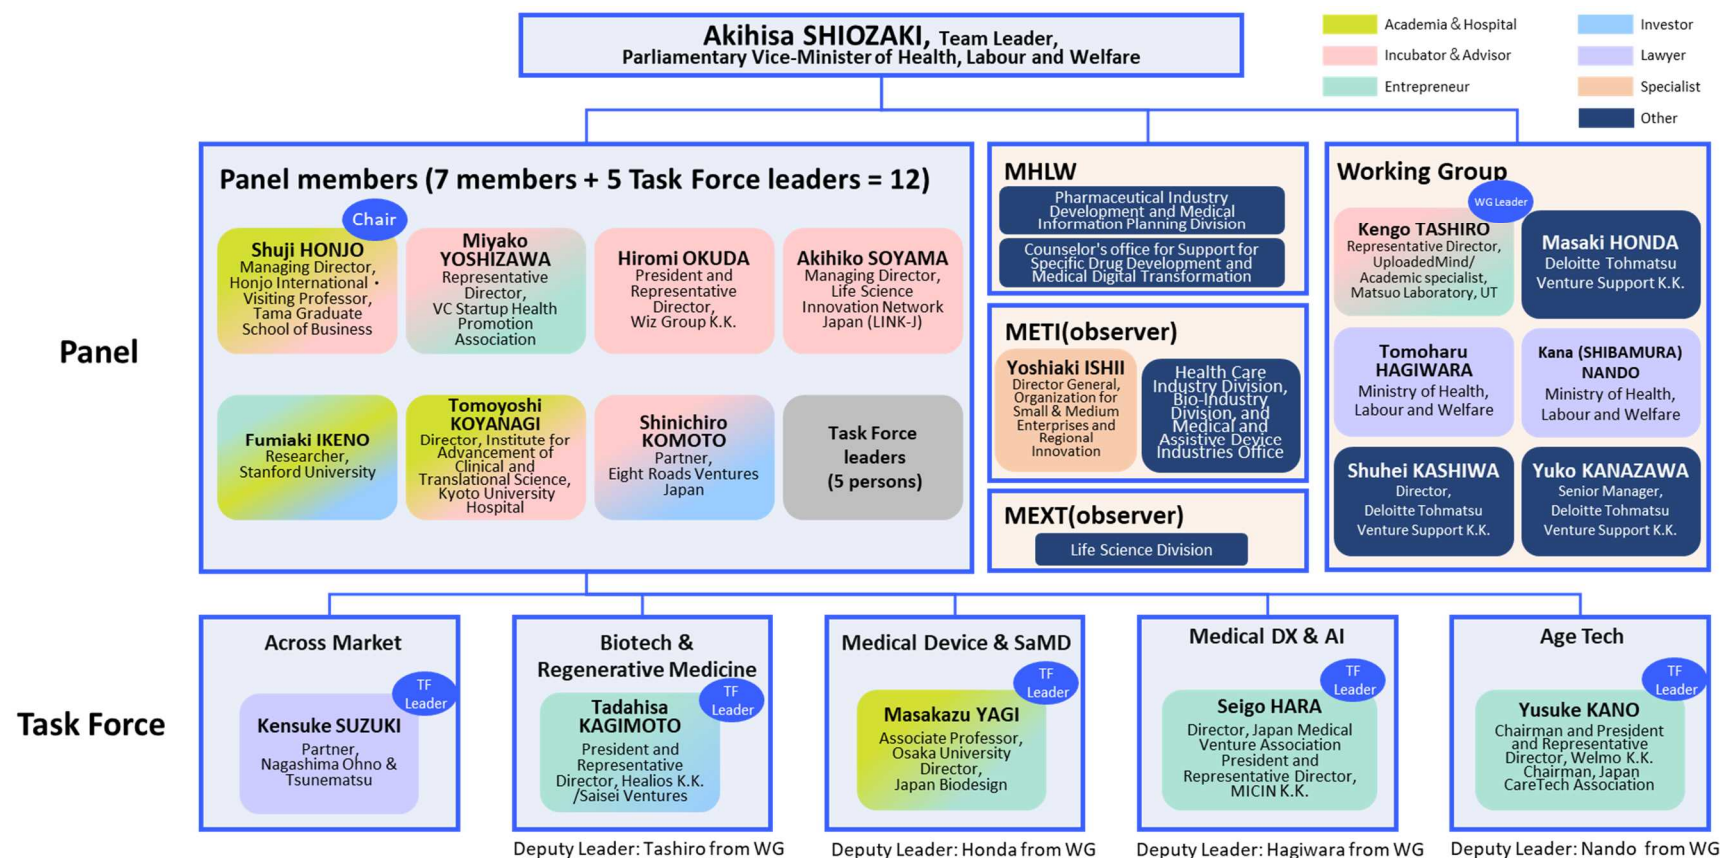 Akihisa SHIOZAKI, Team Leader,
Parliamentary Vice-Minister of Health, Labour and Welfare
Academia & Hospital
Incubator & Advisor
Entrepreneur
Investor
Lawyer
Specialist
Other
Panel
Panel members (7 members + 5 Task Force leaders = 12)
Chair
Shuji HONJO
Managing Director,
Honjo International・
Visiting Professor,
Tama Graduate
School of Business
Miyako
YOSHIZAWA
Representative
Director,
VC Startup Health
Promotion
Association
Hiromi OKUDA
President and
Representative
Director,
Wiz Group K.K.
Akihiko SOYAMA
Managing Director,
Life Science
Innovation Network
Japan (LINK-J)
Fumiaki IKENO
Researcher,
Stanford University
Tomoyoshi
KOYANAGI
Director, Institute for
Advancement of
Clinical and
Translational Science,
Kyoto University
Hospital
Shinichiro
KOMOTO
Partner,
Eight Roads Ventures
Japan
Task Force
leaders
(5 persons)
MHLW
Pharmaceutical Industry
Development and Medical
Information Planning Division
Counselor's office for Support for
Specific Drug Development and
Medical Digital Transformation
METI(observer)
Yoshiaki ISHII
Director General,
Organization for
Small & Medium
Enterprises and
Regional
Innovation
Health Care
Industry Division,
Bio-Industry
Division, and
Medical and
Assistive Device
Industries Office
MEXT(observer)
Life Science Division
Working Group
WG Leader
Kengo TASHIRO
Representative Director,
UploadedMind/
Academic specialist,
Matsuo Laboratory, UT
Masaki HONDA
Deloitte Tohmatsu
Venture Support K.K.
Tomoharu
HAGIWARA
Ministry of Health,
Labour and Welfare
Kana (SHIBAMURA)
NANDO
Ministry of Health,
Labour and Welfare
Shuhei KASHIWA
Director,
Deloitte Tohmatsu
Venture Support K.K.
Yuko KANAZAWA
Senior Manager,
Deloitte Tohmatsu
Venture Support K.K.
Task Force
Across Market
TF
Leader
Kensuke SUZUKI
Partner,
Nagashima Ohno &
Tsunematsu
Biotech &
Regenerative Medicine
TF
Leader
Tadahisa
KAGIMOTO
President and
Representative
Director, Healios K.K.
/Saisei Ventures
Deputy Leader: Tashiro from WG
Medical Device & SaMD
TF
Leader
Masakazu YAGI
Associate Professor,
Osaka University
Director,
Japan Biodesign
Deputy Leader: Honda from WG
Medical DX & AI
TF
Leader
Seigo HARA
Director, Japan Medical
Venture Association
President and
Representative Director,
MICIN K.K.
Deputy Leader: Hagiwara from WG
Age Tech
TF
Leader
Yusuke KANO
Chairman and President
and Representative
Director, Welmo K.K.
Chairman, Japan
CareTech Association
Deputy Leader: Nando from WG